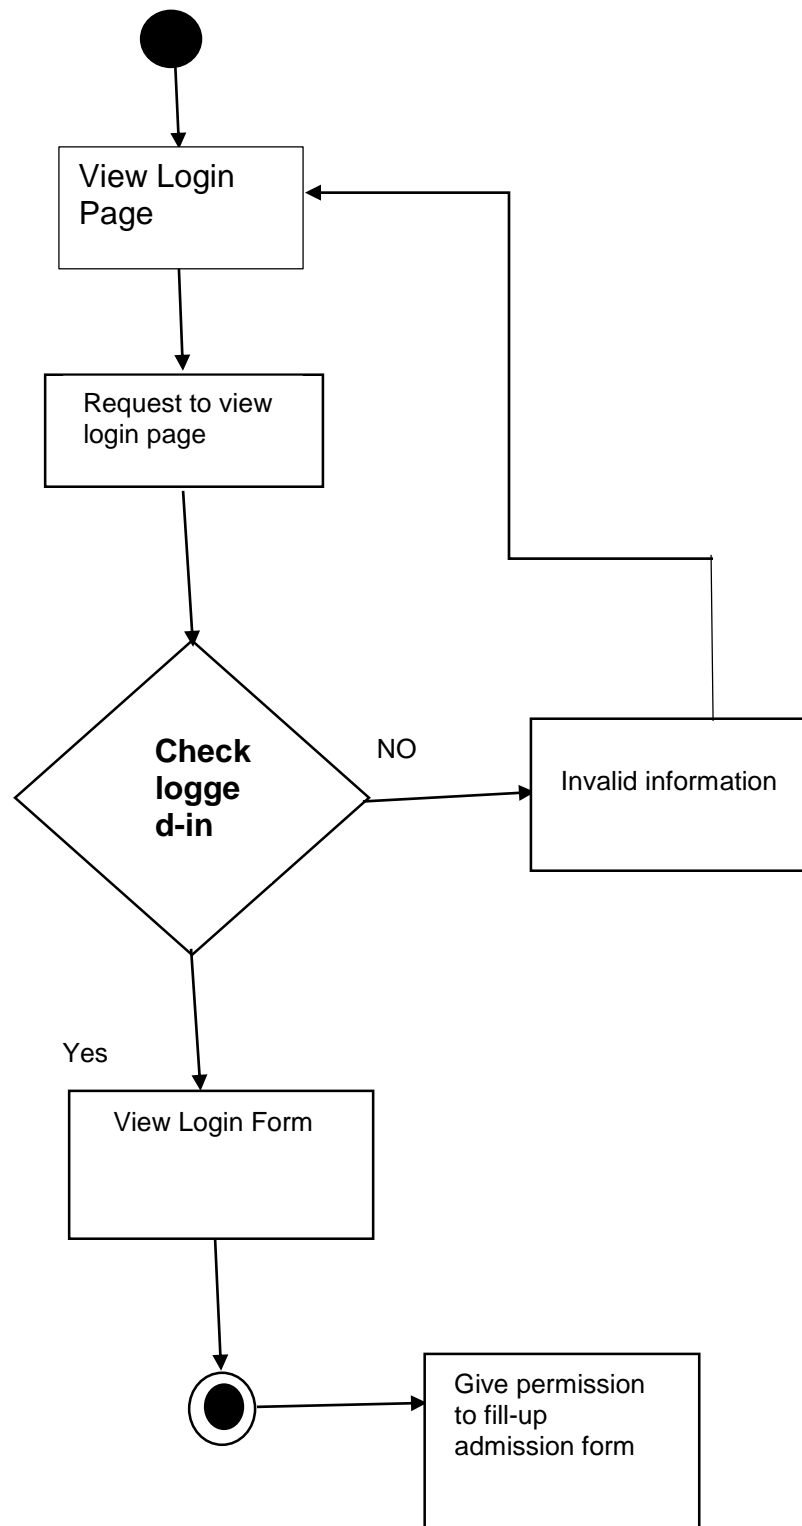 View Login
Page
Request to view
login page
Check
logge
d-in
NO
Invalid information
Yes
View Login Form
Give permission
to fill-up
admission form